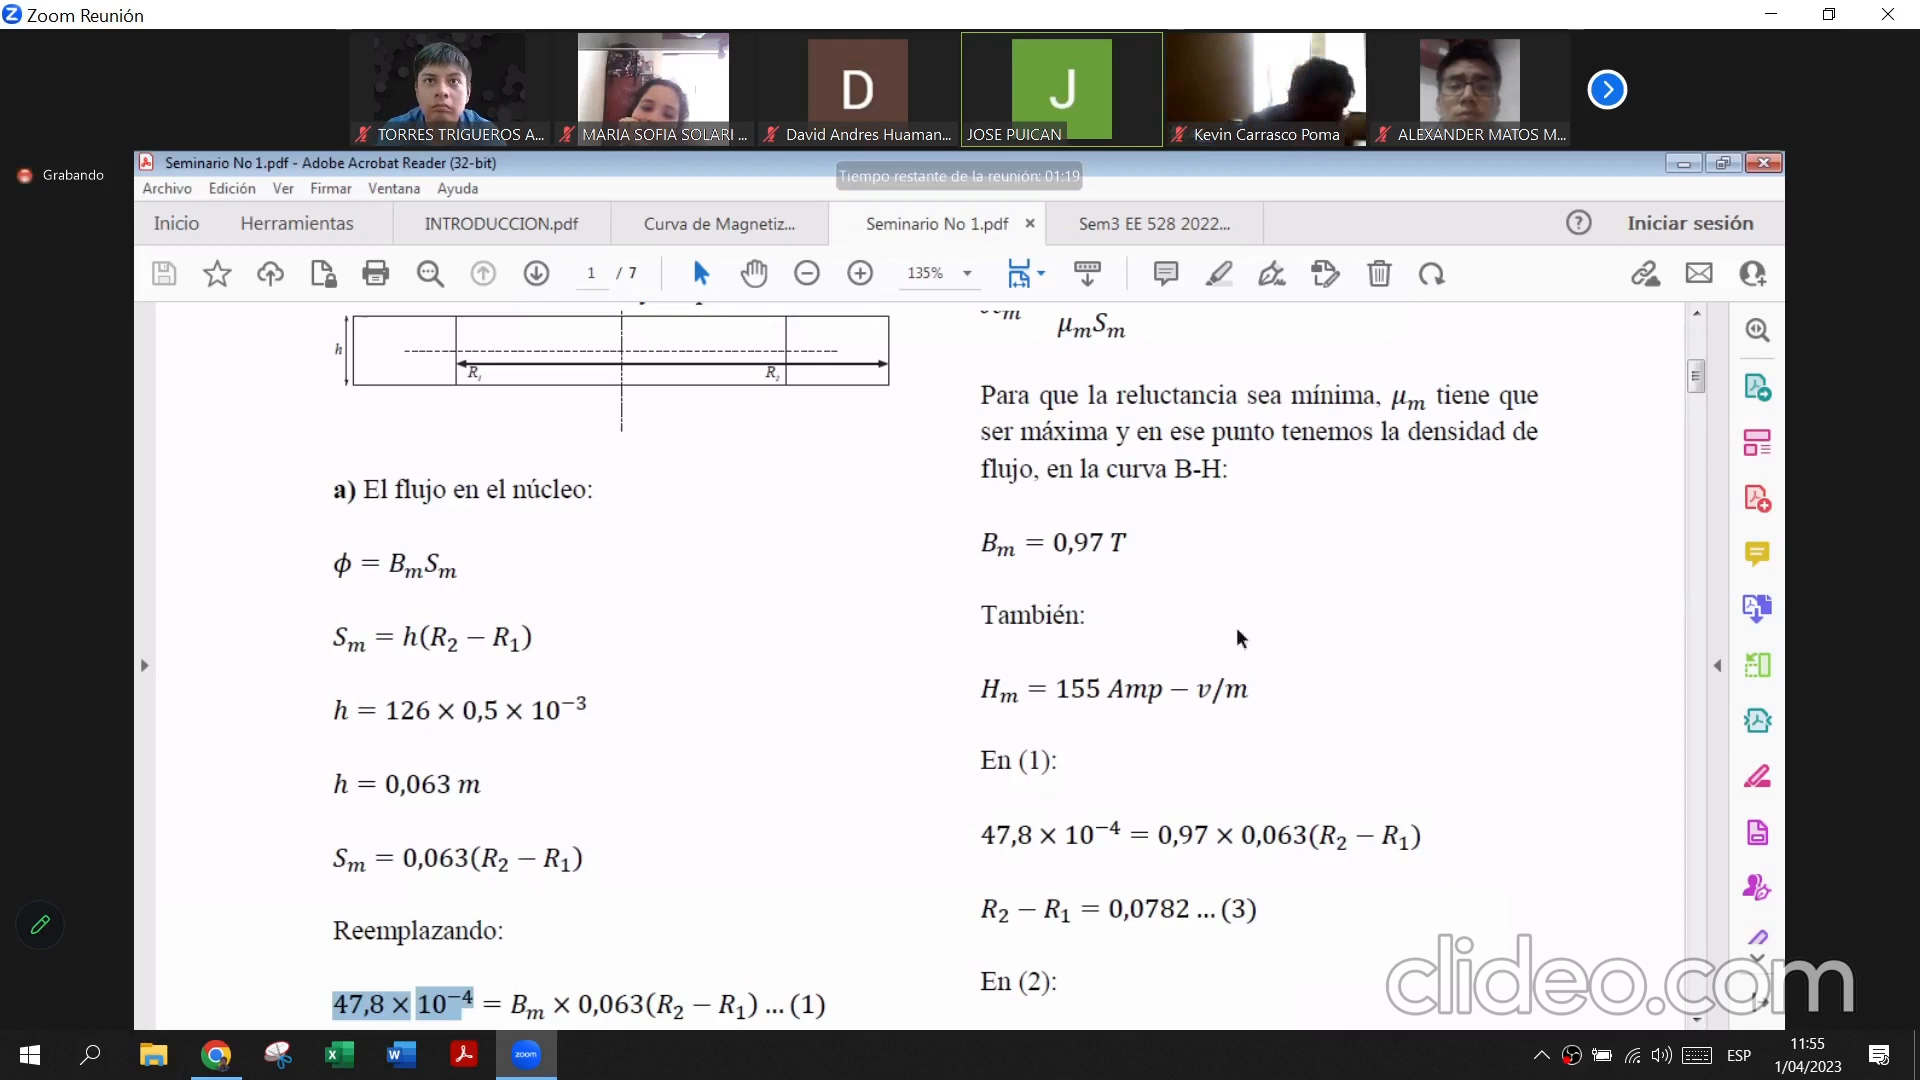 Zoom Reunión
TORRES TRIGUEROS A...
MARIA SOFIA SOLARI ...
D
David Andres Huaman...
J
JOSE PUICAN
Kevin Carrasco Poma
ALEXANDER MATOS M...
Grabando
Seminario No 1.pdf - Adobe Acrobat Reader (32-bit)
Tiempo restante de la reunión: 01:19
Archivo Edición Ver Firmar Ventana Ayuda
Inicio Herramientas INTRODUCCION.pdf Curva de Magnetiz... Seminario No 1.pdf × Sem3 EE 528 2022... Iniciar sesión
1 / 7 135%
h
R₁ R₂
a) El flujo en el núcleo:
ϕ = BₘSₘ
Sₘ = h(R₂ − R₁)
h = 126 × 0,5 × 10⁻³
h = 0,063 m
Sₘ = 0,063(R₂ − R₁)
Reemplazando:
47,8 × 10⁻⁴ = Bₘ × 0,063(R₂ − R₁) ... (1)
μₘSₘ
Para que la reluctancia sea mínima, μₘ tiene que
ser máxima y en ese punto tenemos la densidad de
flujo, en la curva B-H:
Bₘ = 0,97 T
También:
Hₘ = 155 Amp − v/m
En (1):
47,8 × 10⁻⁴ = 0,97 × 0,063(R₂ − R₁)
R₂ − R₁ = 0,0782 ... (3)
En (2):
clideo.com
zoom
ESP
11:55
1/04/2023